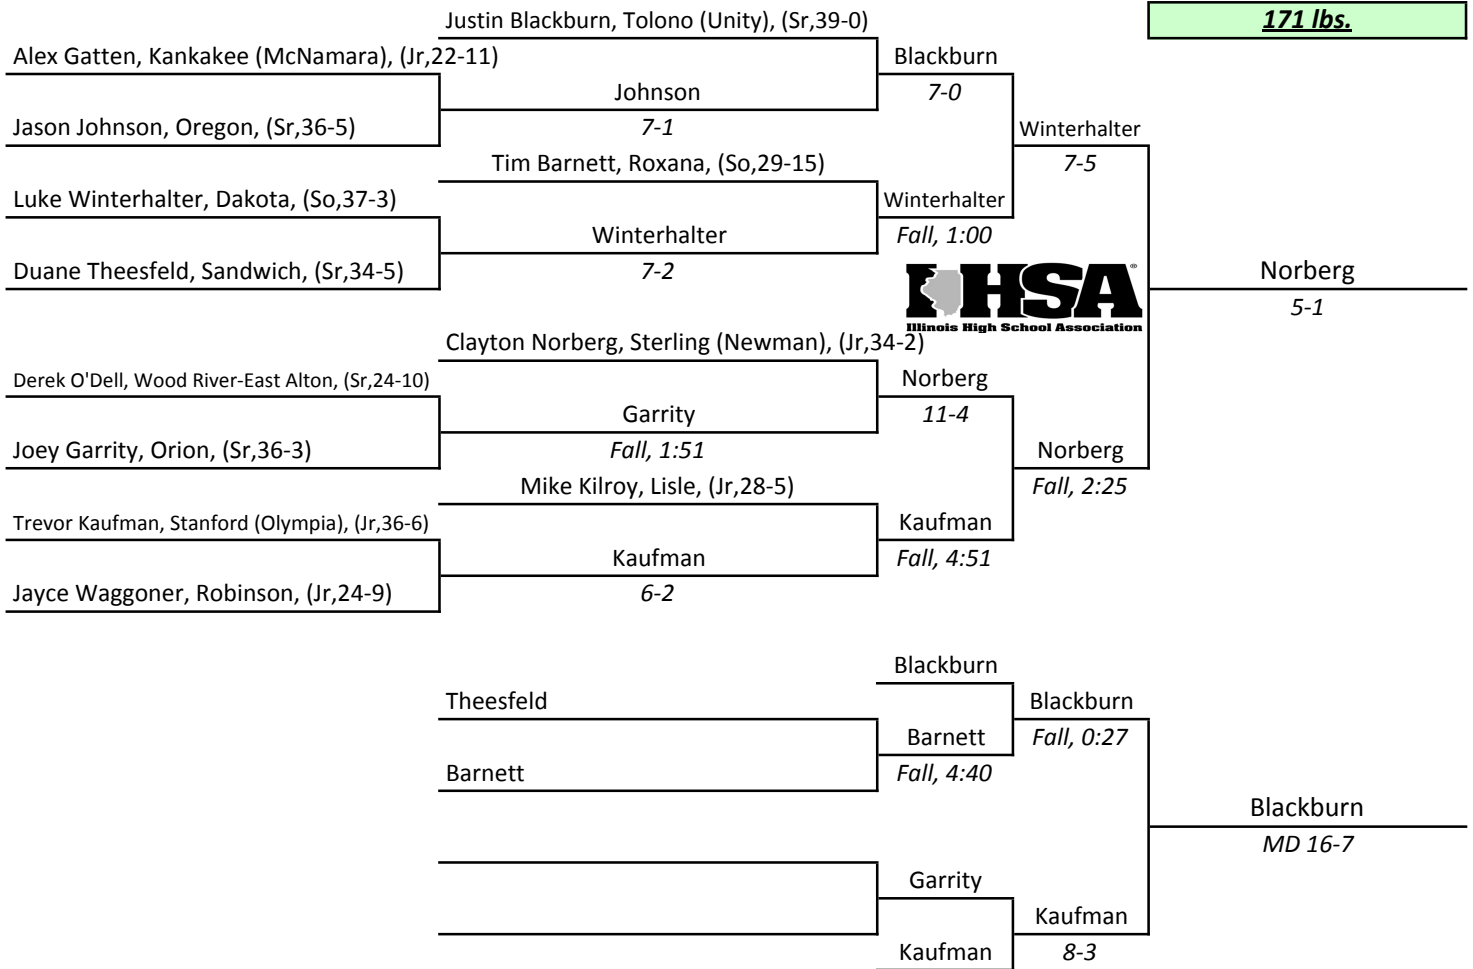 Justin Blackburn, Tolono (Unity), (Sr,39-0)
171 lbs.
Alex Gatten, Kankakee (McNamara), (Jr,22-11)
Blackburn
Johnson
7-0
Jason Johnson, Oregon, (Sr,36-5)
7-1
Winterhalter
Tim Barnett, Roxana, (So,29-15)
7-5
Luke Winterhalter, Dakota, (So,37-3)
Winterhalter
Winterhalter
Fall, 1:00
Duane Theesfeld, Sandwich, (Sr,34-5)
7-2
IHSA
®
Illinois High School Association
Norberg
5-1
Clayton Norberg, Sterling (Newman), (Jr,34-2)
Derek O'Dell, Wood River-East Alton, (Sr,24-10)
Norberg
Garrity
11-4
Joey Garrity, Orion, (Sr,36-3)
Fall, 1:51
Norberg
Mike Kilroy, Lisle, (Jr,28-5)
Fall, 2:25
Trevor Kaufman, Stanford (Olympia), (Jr,36-6)
Kaufman
Kaufman
Fall, 4:51
Jayce Waggoner, Robinson, (Jr,24-9)
6-2
Blackburn
Theesfeld
Blackburn
Barnett
Fall, 0:27
Barnett
Fall, 4:40
Blackburn
MD 16-7
Garrity
Kaufman
Kaufman
8-3